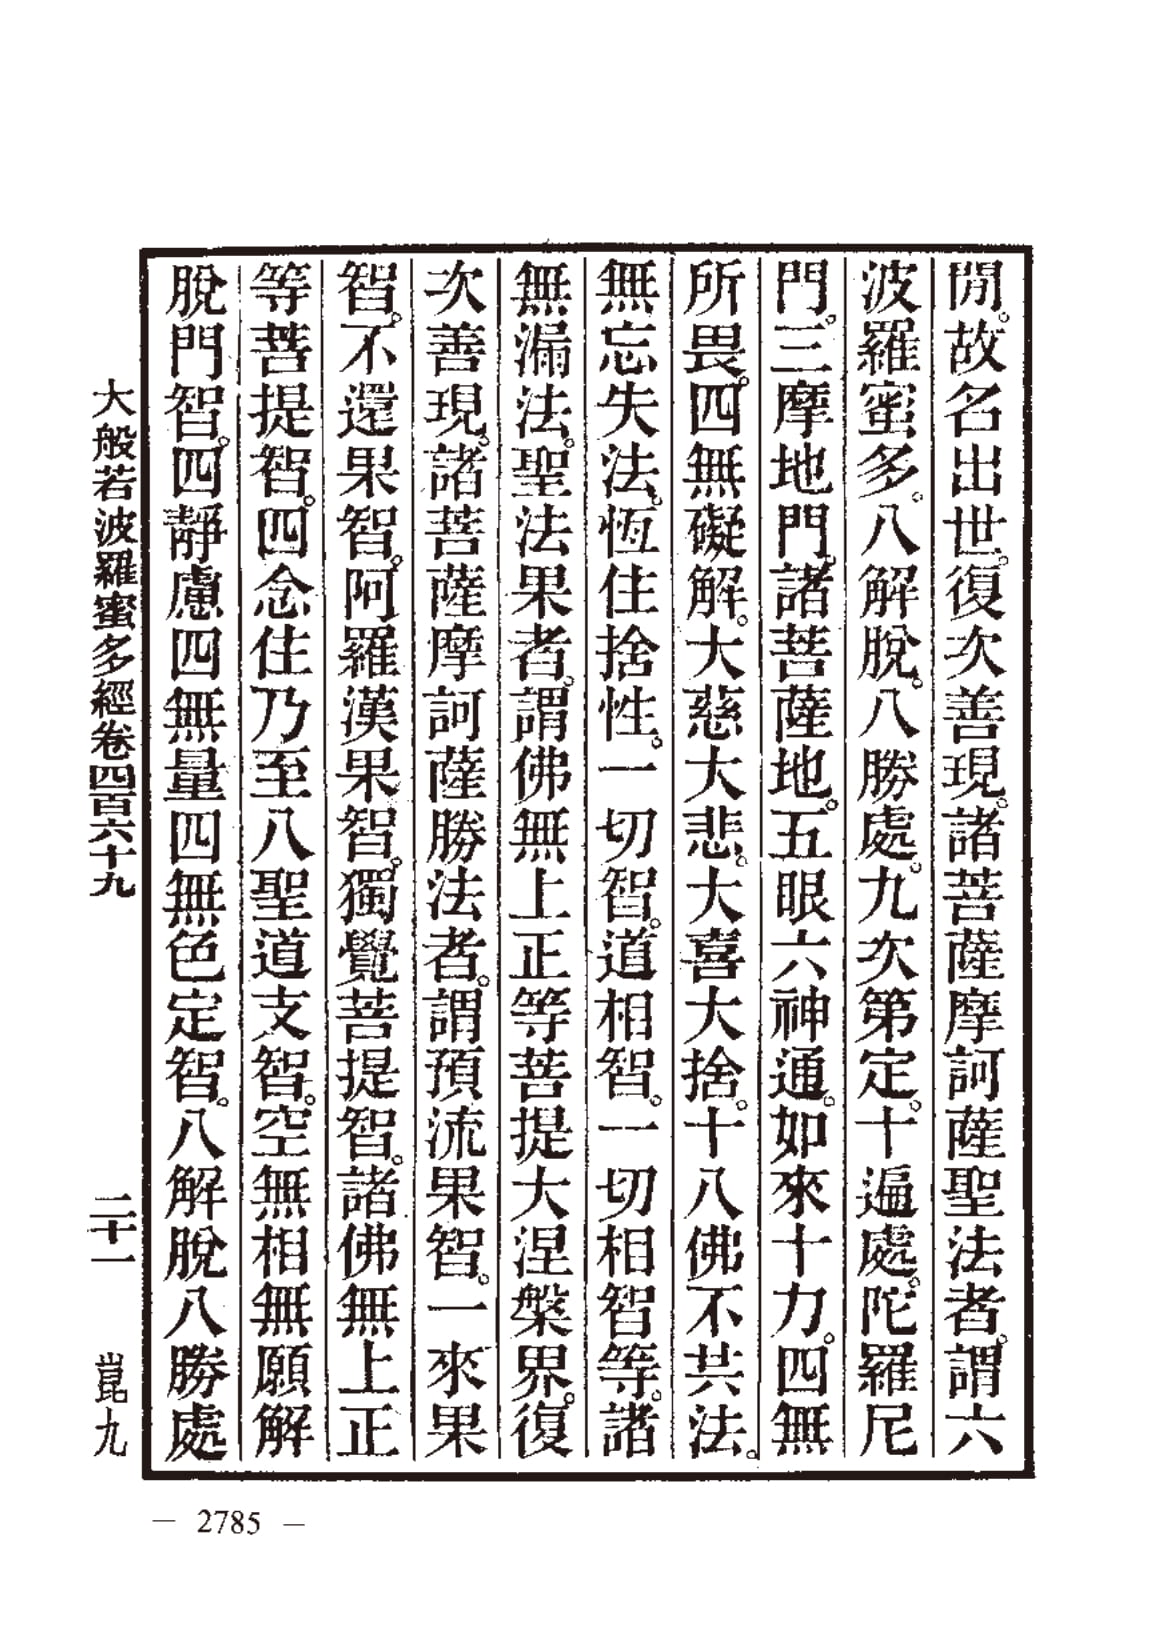 閒。故名出世。復次善現。諸菩薩摩訶薩聖法者。謂六
波羅蜜多。八解脫。八勝處。九次第定。十遍處。陀羅尼
門。三摩地門。諸菩薩地。五眼六神通。如來十力。四無
所畏。四無礙解。大慈大悲。大喜大捨。十八佛不共法。
無忘失法。恆住捨性。一切智。道相智。一切相智等。諸
無漏法。聖法果者。謂佛無上正等菩提大涅槃界。復
次善現。諸菩薩摩訶薩勝法者。謂預流果智。一來果
智。不還果智。阿羅漢果智。獨覺菩提智。諸佛無上正
等菩提智。四念住乃至八聖道支智。空無相無願解
脫門智。四靜慮四無量四無色定智。八解脫八勝處
大般若波羅蜜多經卷四百六十九 二十一 崑九
— 2785 —